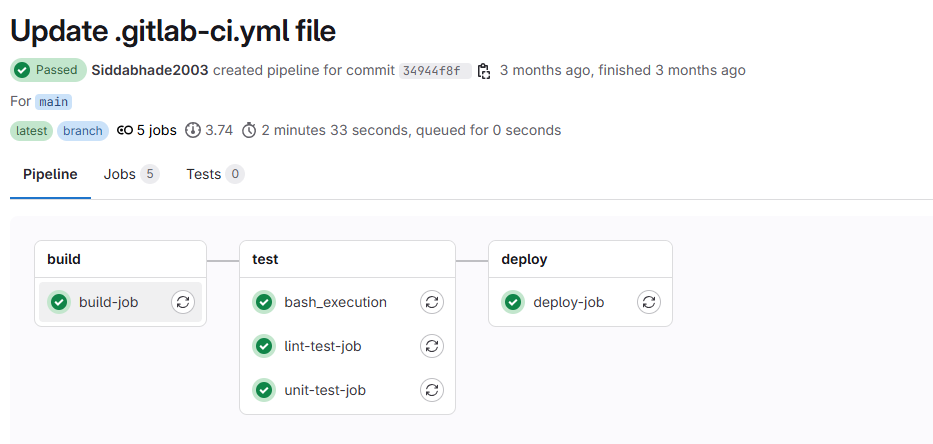 Update .gitlab-ci.yml file
Passed Siddabhade2003 created pipeline for commit 34944f8f 3 months ago, finished 3 months ago
For main
latest branch 5 jobs 3.74 2 minutes 33 seconds, queued for 0 seconds
Pipeline Jobs 5 Tests 0
build test deploy
build-job bash_execution deploy-job
lint-test-job
unit-test-job